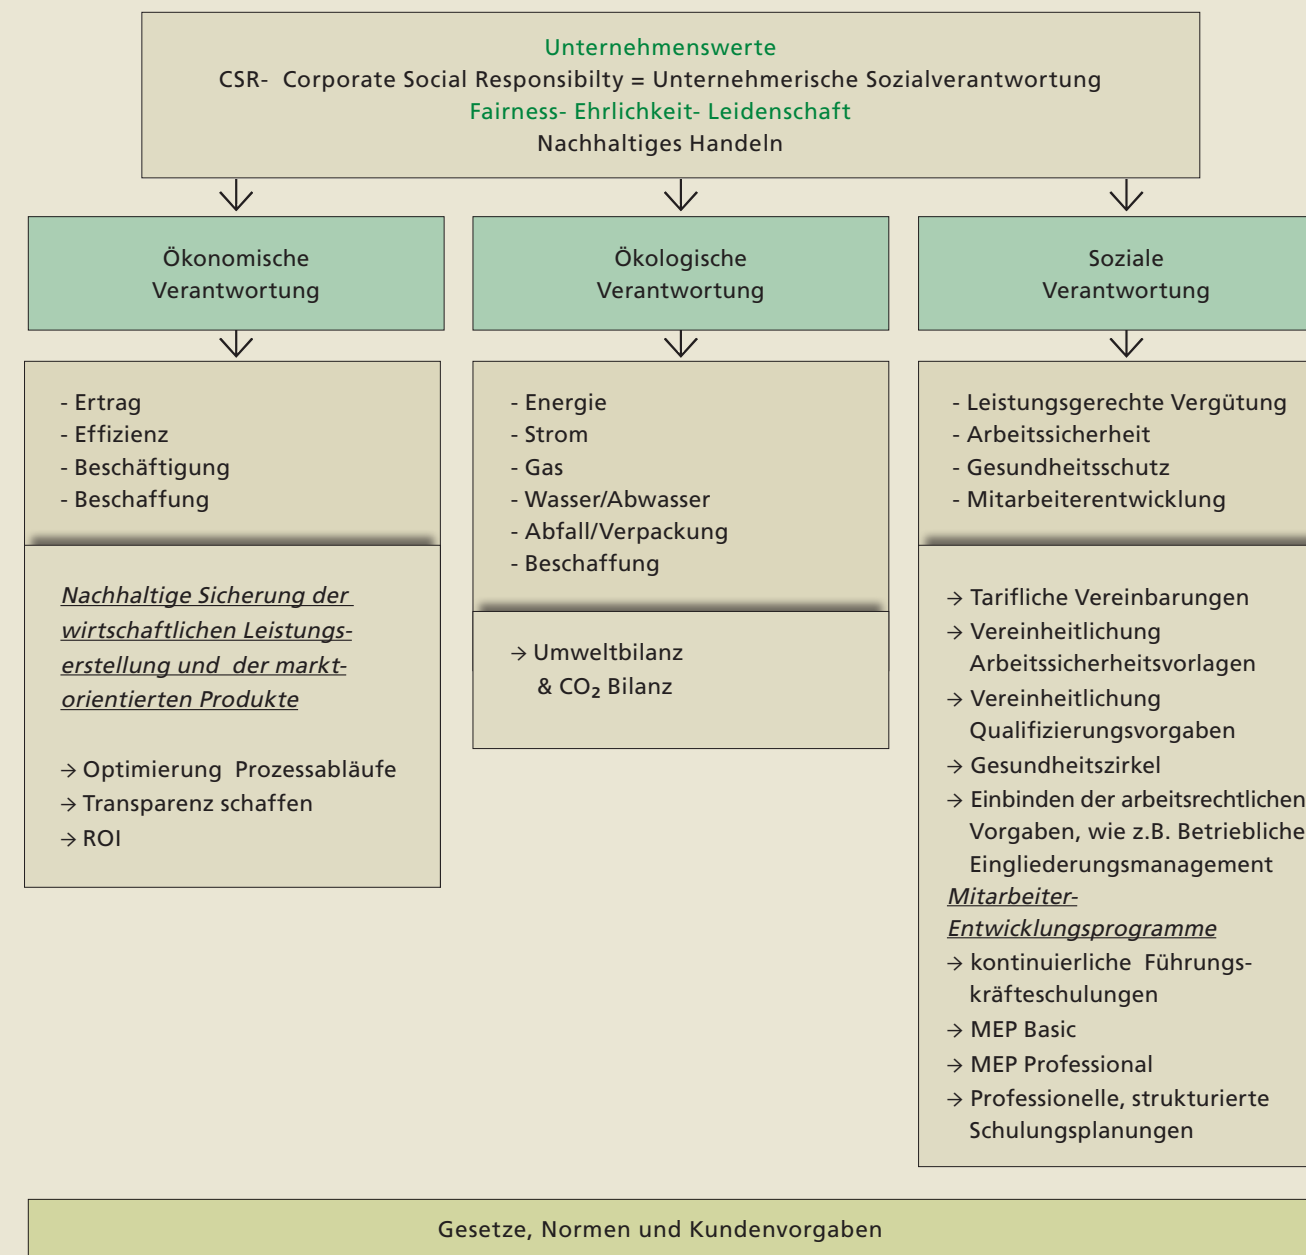 Unternehmenswerte
CSR- Corporate Social Responsibilty = Unternehmerische Sozialverantwortung
Fairness- Ehrlichkeit- Leidenschaft
Nachhaltiges Handeln
Ökonomische
Verantwortung
- Ertrag
- Effizienz
- Beschäftigung
- Beschaffung
Nachhaltige Sicherung der
wirtschaftlichen Leistungs-
erstellung und der markt-
orientierten Produkte
→ Optimierung Prozessabläufe
→ Transparenz schaffen
→ ROI
Ökologische
Verantwortung
- Energie
- Strom
- Gas
- Wasser/Abwasser
- Abfall/Verpackung
- Beschaffung
→ Umweltbilanz
& CO₂ Bilanz
Soziale
Verantwortung
- Leistungsgerechte Vergütung
- Arbeitssicherheit
- Gesundheitsschutz
- Mitarbeiterentwicklung
→ Tarifliche Vereinbarungen
→ Vereinheitlichung
Arbeitssicherheitsvorlagen
→ Vereinheitlichung
Qualifizierungsvorgaben
→ Gesundheitszirkel
→ Einbinden der arbeitsrechtlichen
Vorgaben, wie z.B. Betriebliche
Eingliederungsmanagement
Mitarbeiter-
Entwicklungsprogramme
→ kontinuierliche Führungs-
kräfteschulungen
→ MEP Basic
→ MEP Professional
→ Professionelle, strukturierte
Schulungsplanungen
Gesetze, Normen und Kundenvorgaben